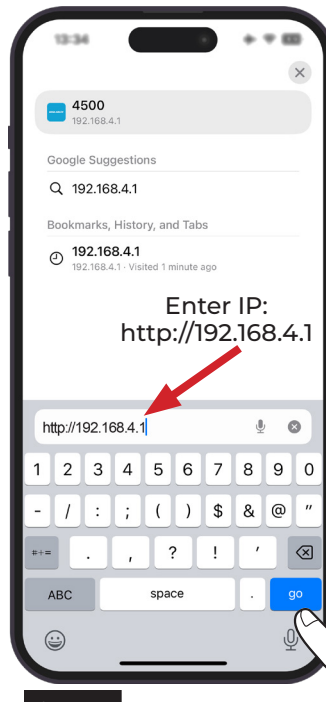 13:34
4500
192.168.4.1
Google Suggestions
192.168.4.1
Bookmarks, History, and Tabs
192.168.4.1
192.168.4.1 · Visited 1 minute ago
Enter IP:
http://192.168.4.1
http://192.168.4.1
1 2 3 4 5 6 7 8 9 0
- / : ; ( ) $ & @ "
#+= . , ? ! ' 
ABC space . go